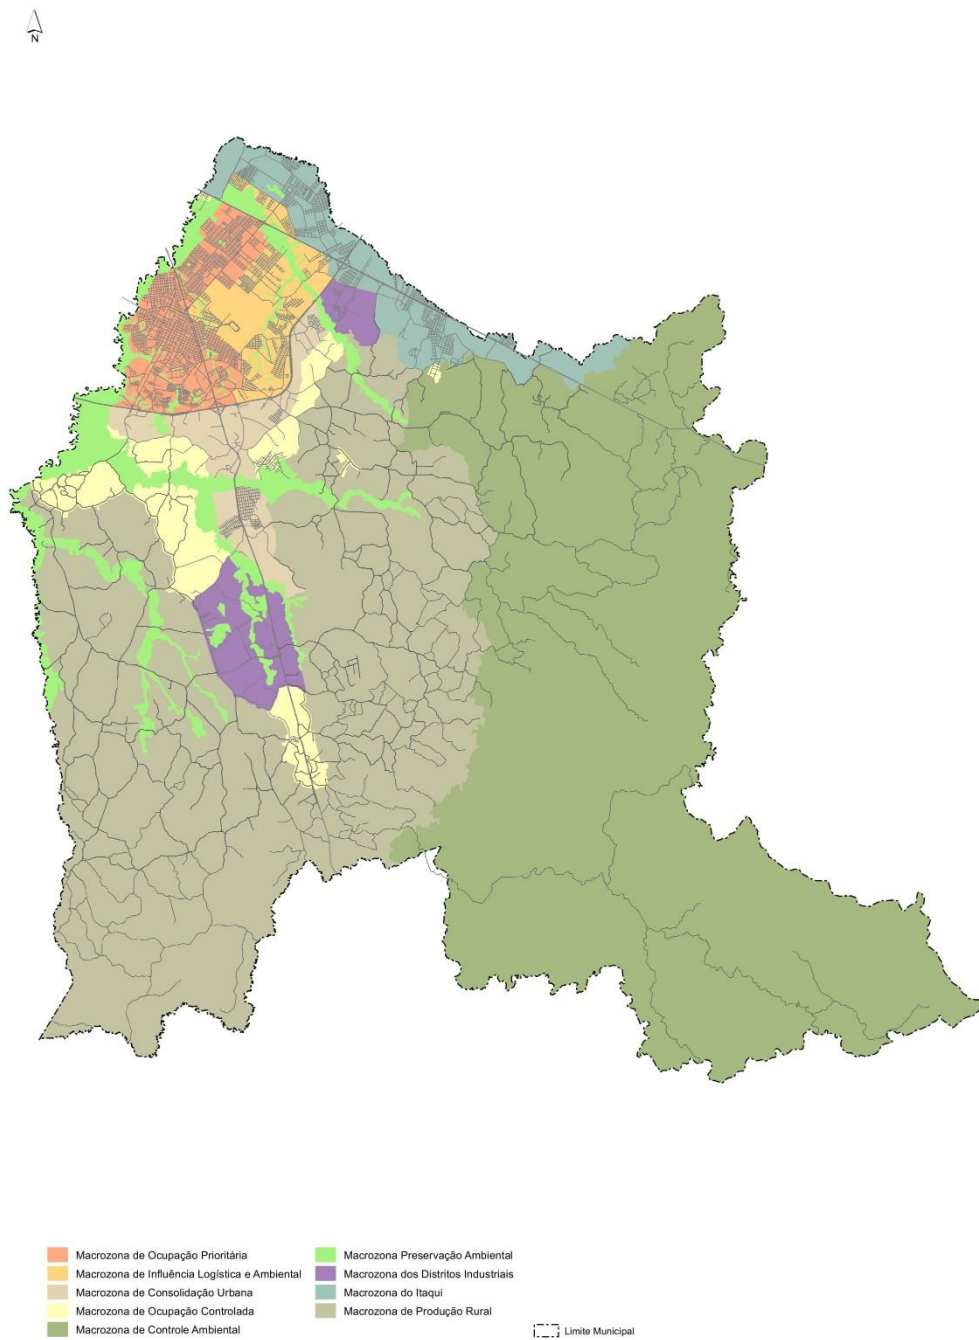 N
Macrozona de Ocupação Prioritária
Macrozona de Influência Logística e Ambiental
Macrozona de Consolidação Urbana
Macrozona de Ocupação Controlada
Macrozona de Controle Ambiental
Macrozona Preservação Ambiental
Macrozona dos Distritos Industriais
Macrozona do Itaqui
Macrozona de Produção Rural
Limite Municipal